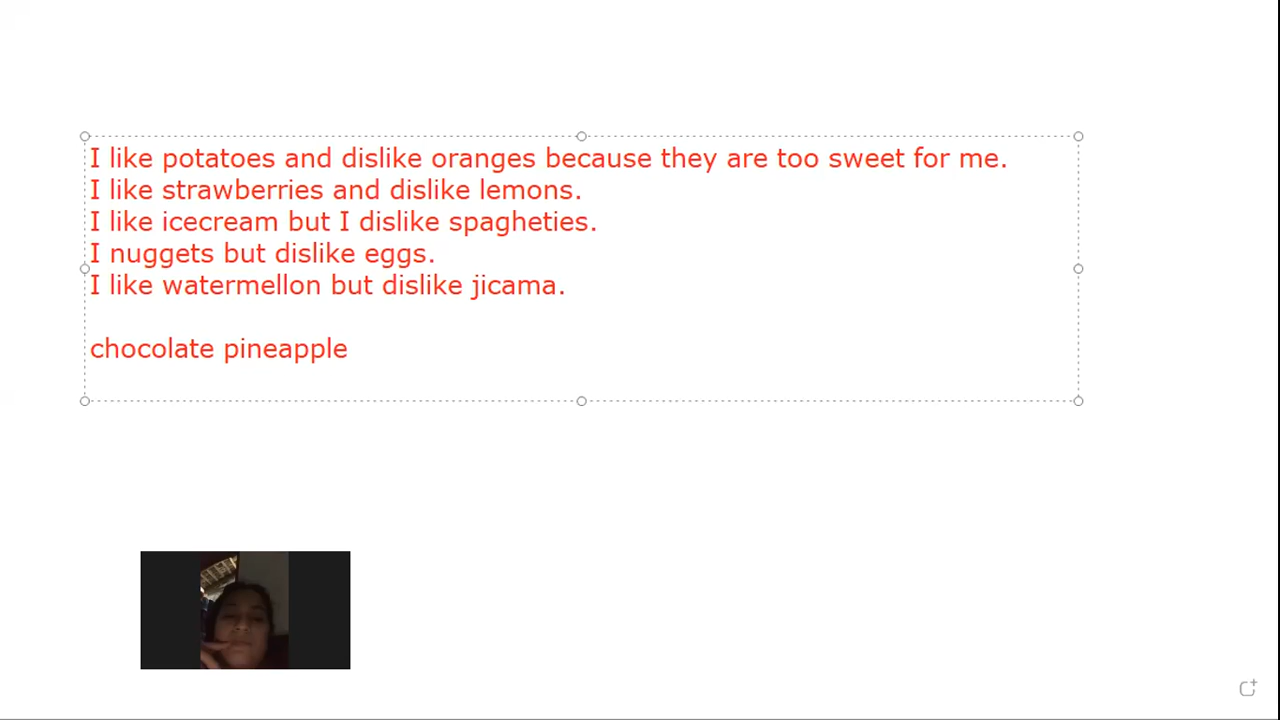 I like potatoes and dislike oranges because they are too sweet for me.
I like strawberries and dislike lemons.
I like icecream but I dislike spagheties.
I nuggets but dislike eggs.
I like watermellon but dislike jicama.
chocolate pineapple